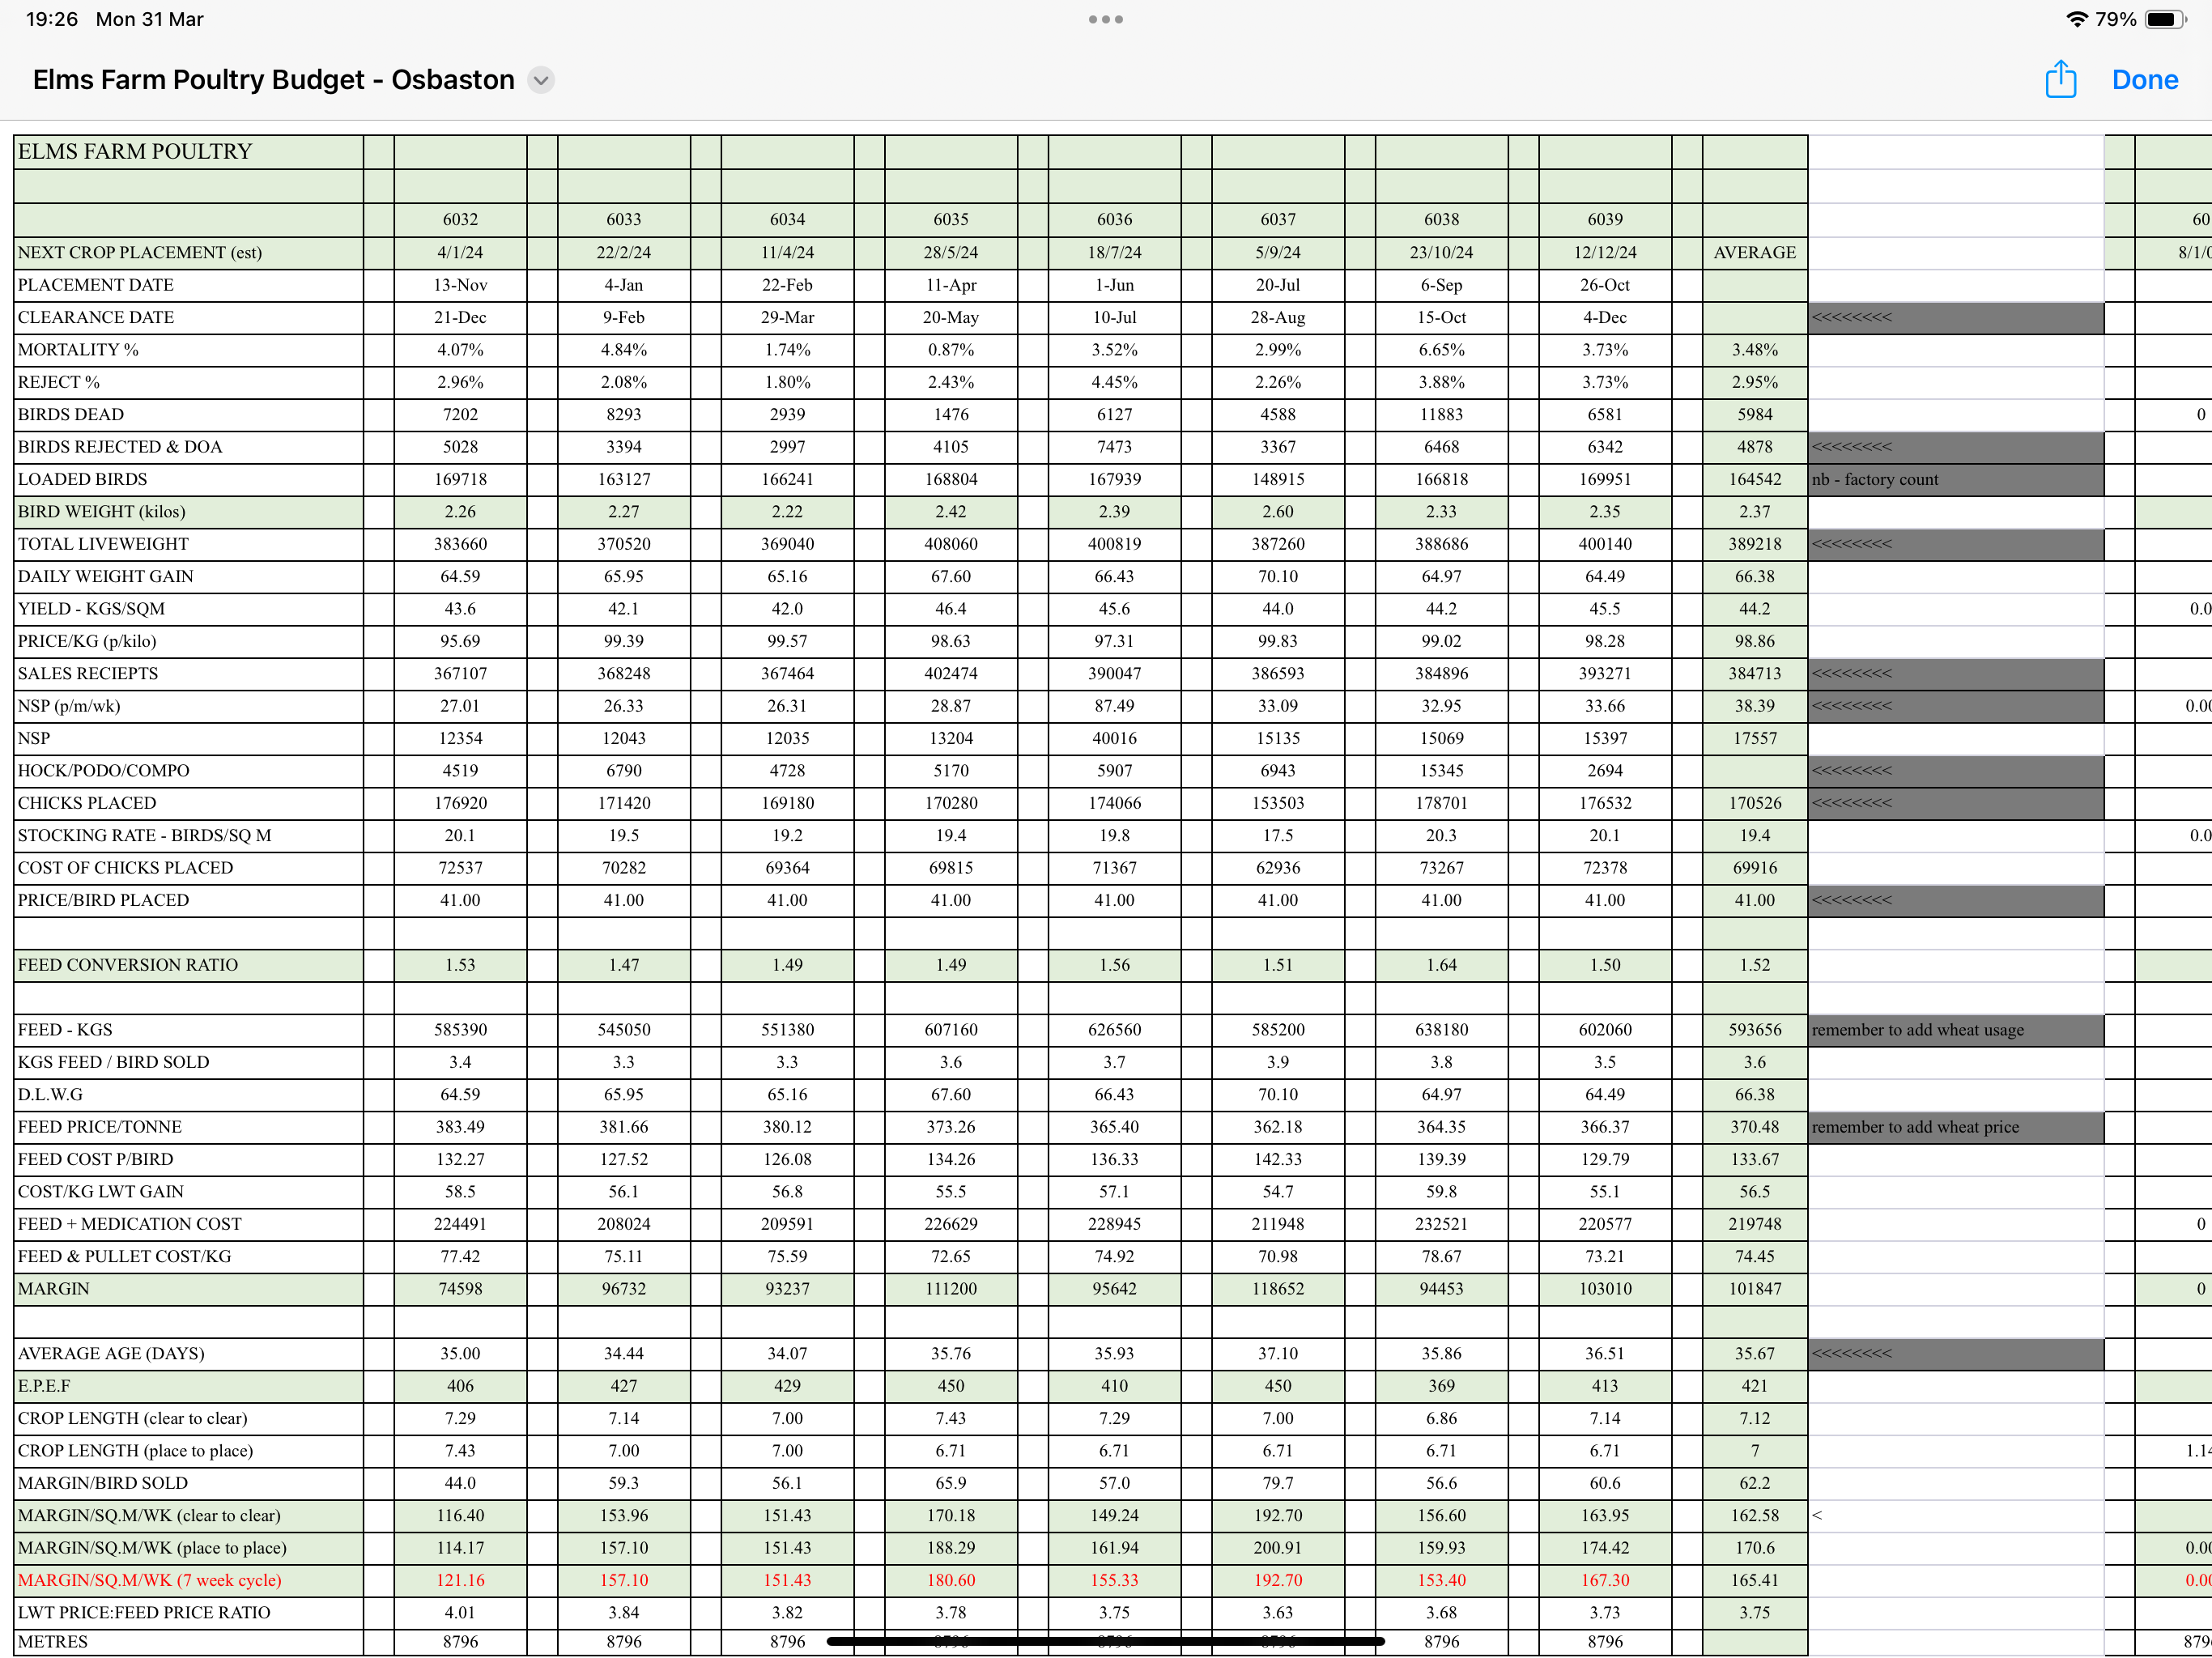 19:26 Mon 31 Mar 79%
Elms Farm Poultry Budget - Osbaston Done
ELMS FARM POULTRY
6032 6033 6034 6035 6036 6037 6038 6039 60
NEXT CROP PLACEMENT (est) 4/1/24 22/2/24 11/4/24 28/5/24 18/7/24 5/9/24 23/10/24 12/12/24 AVERAGE 8/1/0
PLACEMENT DATE 13-Nov 4-Jan 22-Feb 11-Apr 1-Jun 20-Jul 6-Sep 26-Oct
CLEARANCE DATE 21-Dec 9-Feb 29-Mar 20-May 10-Jul 28-Aug 15-Oct 4-Dec <<<<<<<<
MORTALITY % 4.07% 4.84% 1.74% 0.87% 3.52% 2.99% 6.65% 3.73% 3.48%
REJECT % 2.96% 2.08% 1.80% 2.43% 4.45% 2.26% 3.88% 3.73% 2.95%
BIRDS DEAD 7202 8293 2939 1476 6127 4588 11883 6581 5984 0
BIRDS REJECTED & DOA 5028 3394 2997 4105 7473 3367 6468 6342 4878 <<<<<<<<
LOADED BIRDS 169718 163127 166241 168804 167939 148915 166818 169951 164542 nb - factory count
BIRD WEIGHT (kilos) 2.26 2.27 2.22 2.42 2.39 2.60 2.33 2.35 2.37
TOTAL LIVEWEIGHT 383660 370520 369040 408060 400819 387260 388686 400140 389218 <<<<<<<<
DAILY WEIGHT GAIN 64.59 65.95 65.16 67.60 66.43 70.10 64.97 64.49 66.38
YIELD - KGS/SQM 43.6 42.1 42.0 46.4 45.6 44.0 44.2 45.5 44.2 0.0
PRICE/KG (p/kilo) 95.69 99.39 99.57 98.63 97.31 99.83 99.02 98.28 98.86
SALES RECIEPTS 367107 368248 367464 402474 390047 386593 384896 393271 384713 <<<<<<<<
NSP (p/m/wk) 27.01 26.33 26.31 28.87 87.49 33.09 32.95 33.66 38.39 <<<<<<<< 0.00
NSP 12354 12043 12035 13204 40016 15135 15069 15397 17557
HOCK/PODO/COMPO 4519 6790 4728 5170 5907 6943 15345 2694 <<<<<<<<
CHICKS PLACED 176920 171420 169180 170280 174066 153503 178701 176532 170526 <<<<<<<<
STOCKING RATE - BIRDS/SQ M 20.1 19.5 19.2 19.4 19.8 17.5 20.3 20.1 19.4 0.0
COST OF CHICKS PLACED 72537 70282 69364 69815 71367 62936 73267 72378 69916
PRICE/BIRD PLACED 41.00 41.00 41.00 41.00 41.00 41.00 41.00 41.00 41.00 <<<<<<<<
FEED CONVERSION RATIO 1.53 1.47 1.49 1.49 1.56 1.51 1.64 1.50 1.52
FEED - KGS 585390 545050 551380 607160 626560 585200 638180 602060 593656 remember to add wheat usage
KGS FEED / BIRD SOLD 3.4 3.3 3.3 3.6 3.7 3.9 3.8 3.5 3.6
D.L.W.G 64.59 65.95 65.16 67.60 66.43 70.10 64.97 64.49 66.38
FEED PRICE/TONNE 383.49 381.66 380.12 373.26 365.40 362.18 364.35 366.37 370.48 remember to add wheat price
FEED COST P/BIRD 132.27 127.52 126.08 134.26 136.33 142.33 139.39 129.79 133.67
COST/KG LWT GAIN 58.5 56.1 56.8 55.5 57.1 54.7 59.8 55.1 56.5
FEED + MEDICATION COST 224491 208024 209591 226629 228945 211948 232521 220577 219748 0
FEED & PULLET COST/KG 77.42 75.11 75.59 72.65 74.92 70.98 78.67 73.21 74.45
MARGIN 74598 96732 93237 111200 95642 118652 94453 103010 101847 0
AVERAGE AGE (DAYS) 35.00 34.44 34.07 35.76 35.93 37.10 35.86 36.51 35.67 <<<<<<<<
E.P.E.F 406 427 429 450 410 450 369 413 421
CROP LENGTH (clear to clear) 7.29 7.14 7.00 7.43 7.29 7.00 6.86 7.14 7.12
CROP LENGTH (place to place) 7.43 7.00 7.00 6.71 6.71 6.71 6.71 6.71 7 1.14
MARGIN/BIRD SOLD 44.0 59.3 56.1 65.9 57.0 79.7 56.6 60.6 62.2
MARGIN/SQ.M/WK (clear to clear) 116.40 153.96 151.43 170.18 149.24 192.70 156.60 163.95 162.58 <
MARGIN/SQ.M/WK (place to place) 114.17 157.10 151.43 188.29 161.94 200.91 159.93 174.42 170.6 0.00
MARGIN/SQ.M/WK (7 week cycle) 121.16 157.10 151.43 180.60 155.33 192.70 153.40 167.30 165.41 0.00
LWT PRICE:FEED PRICE RATIO 4.01 3.84 3.82 3.78 3.75 3.63 3.68 3.73 3.75
METRES 8796 8796 8796 8796 8796 879